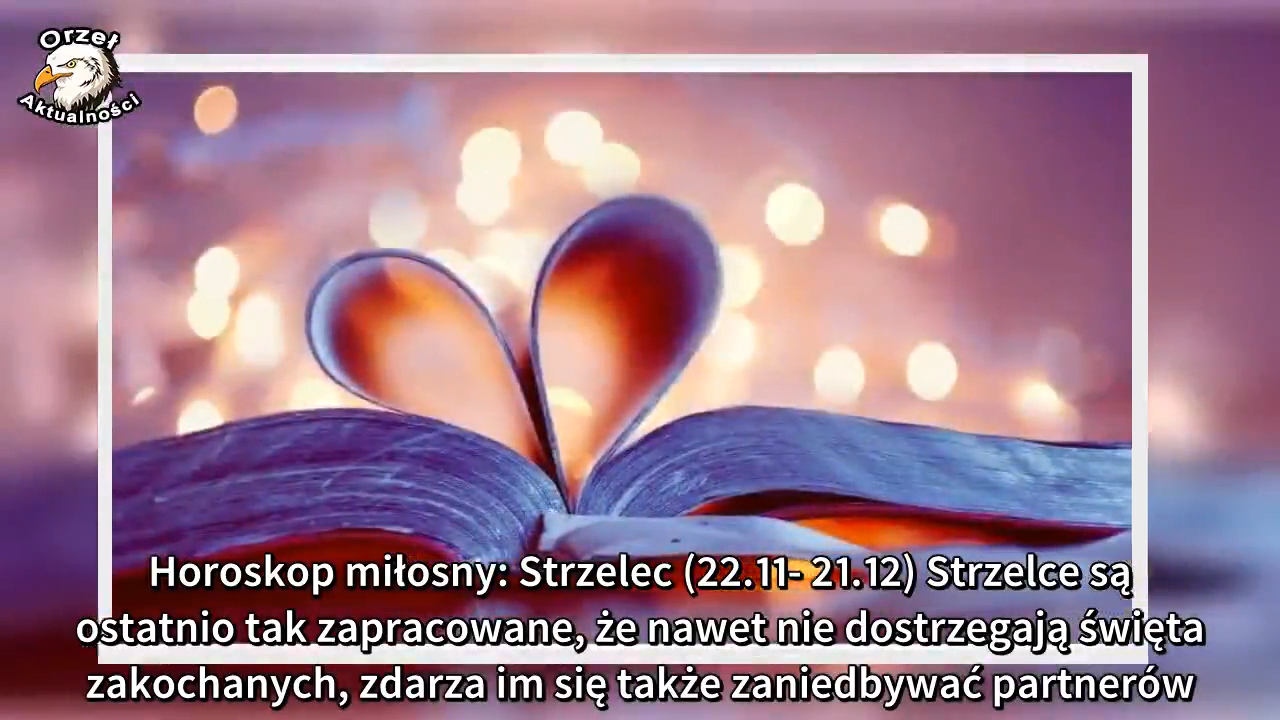 Orzeł
Aktualności
Horoskop miłosny: Strzelec (22.11- 21.12) Strzelce są
ostatnio tak zapracowane, że nawet nie dostrzegają święta
zakochanych, zdarza im się także zaniedbywać partnerów